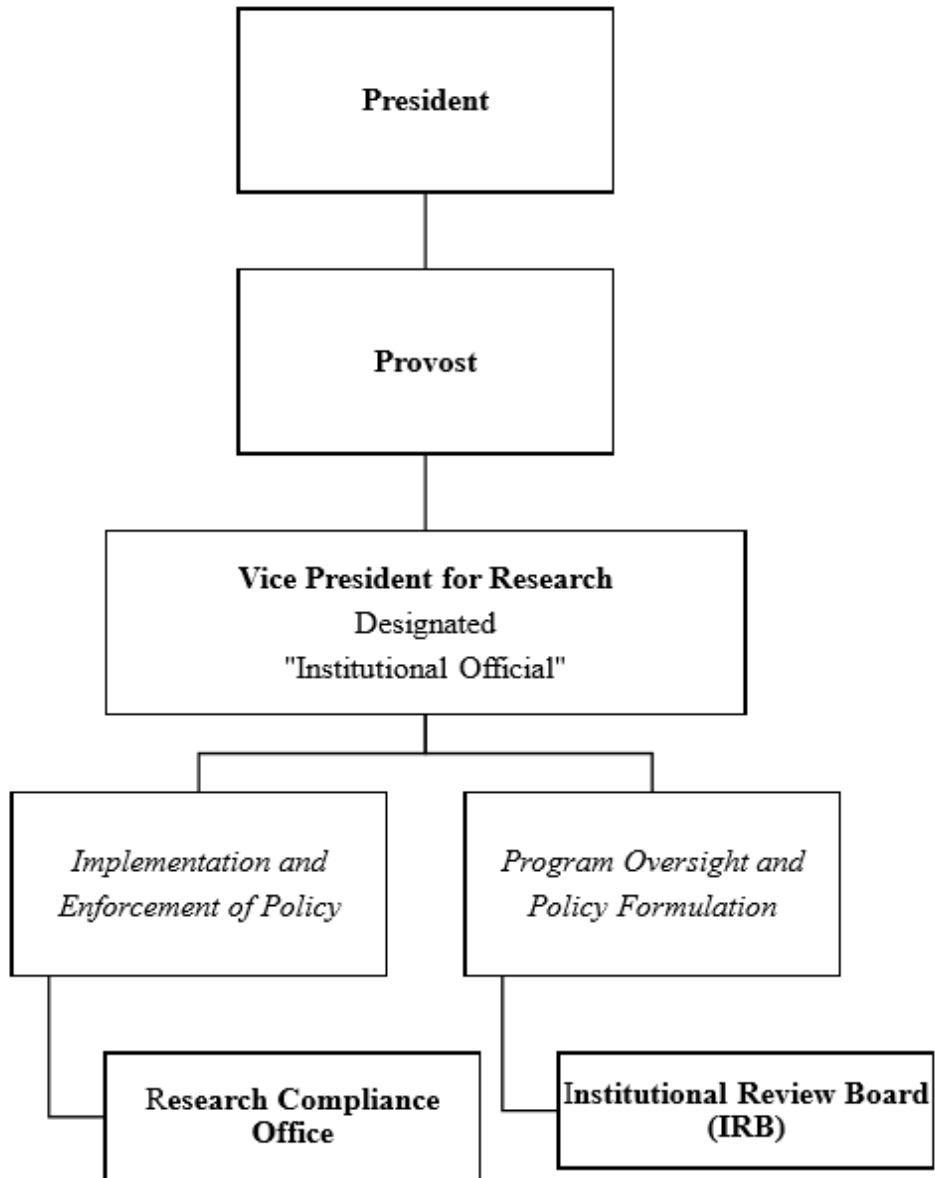 President
Provost
Vice President for Research
Designated
"Institutional Official"
Implementation and
Enforcement of Policy
Program Oversight and
Policy Formulation
Research Compliance
Office
Institutional Review Board
(IRB)